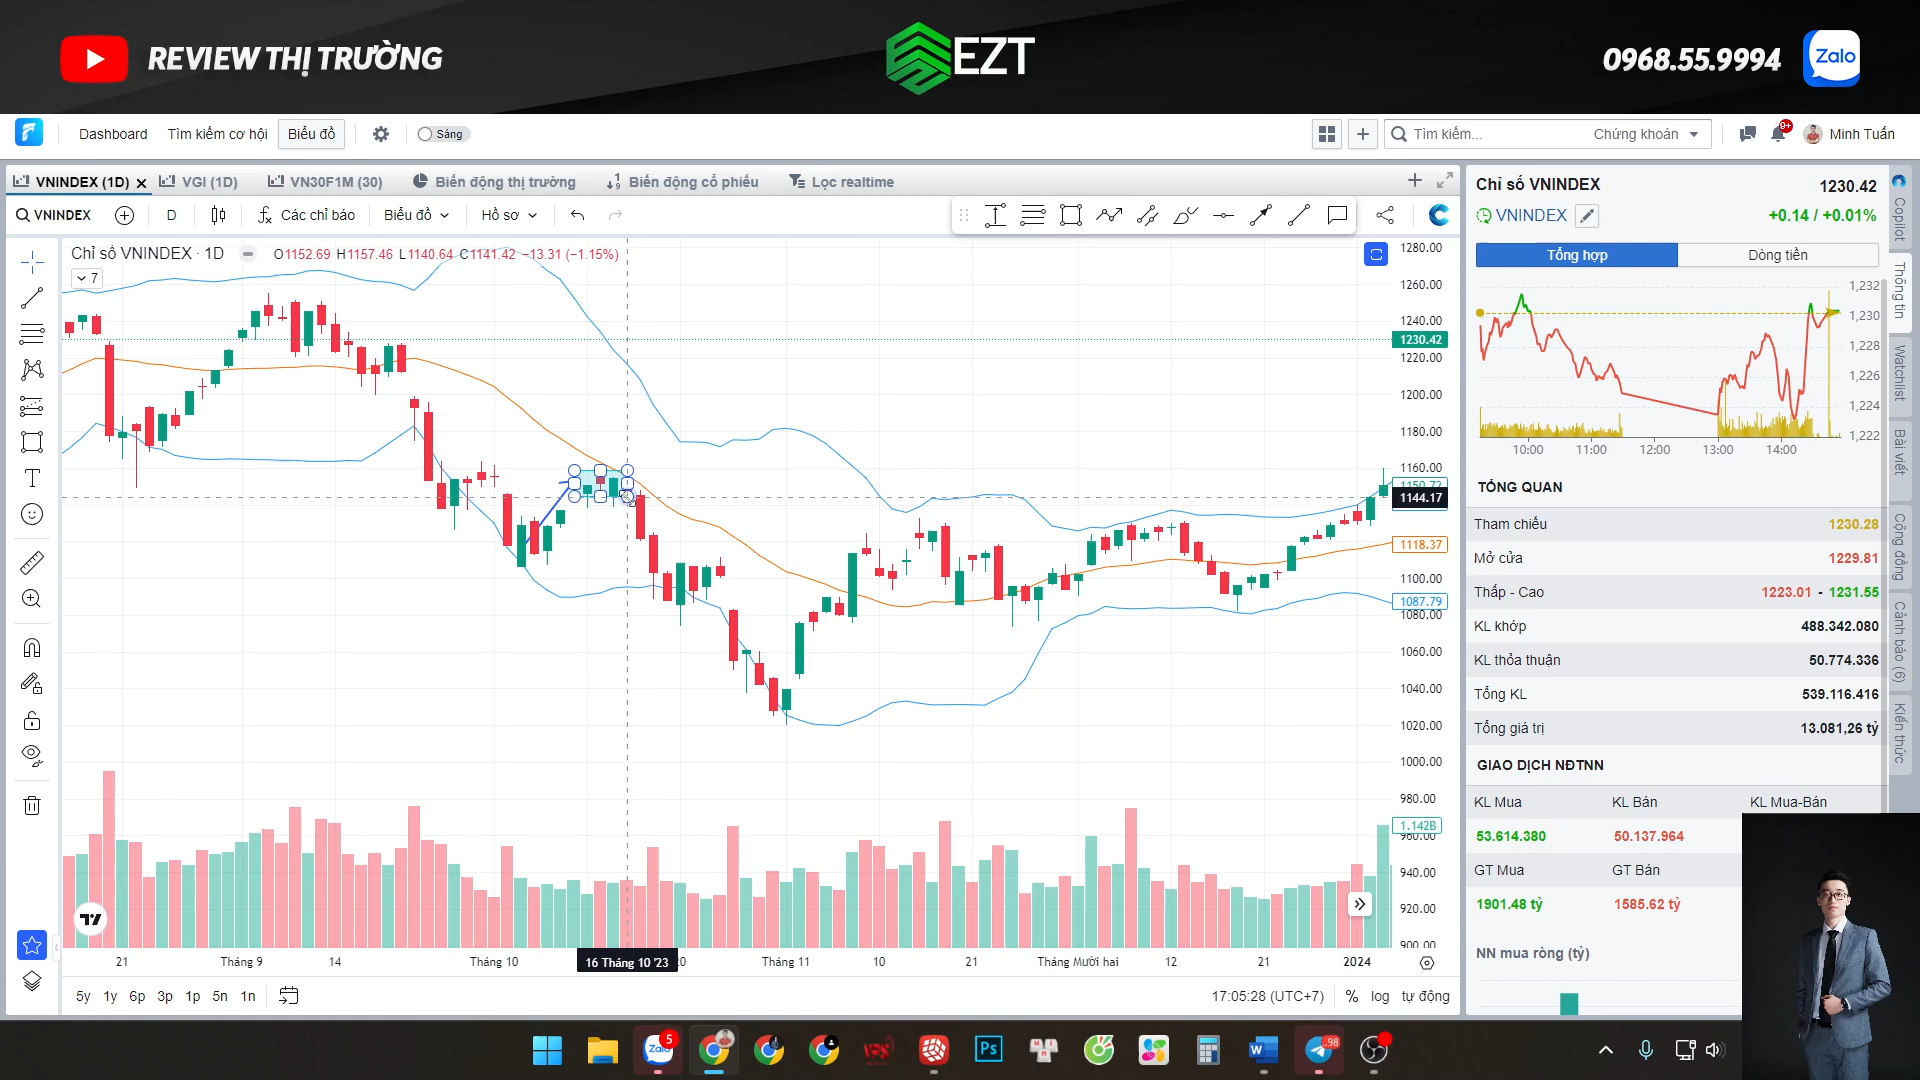 REVIEW THỊ TRƯỜNG
EZT
0968.55.9994
Zalo
Dashboard
Tìm kiếm cơ hội
Biểu đồ
Sáng
Tìm kiếm...
Chứng khoán
9+
Minh Tuấn
VNINDEX (1D)
VGI (1D)
VN30F1M (30)
Biến động thị trường
Biến động cổ phiếu
Lọc realtime
VNINDEX
D
Các chỉ báo
Biểu đồ
Hồ sơ
Chỉ số VNINDEX · 1D
O1152.69 H1157.46 L1140.64 C1141.42 −13.31 (−1.15%)
7
1280.00
1260.00
1240.00
1230.42
1220.00
1200.00
1180.00
1160.00
1150.72
1144.17
1118.37
1100.00
1087.79
1080.00
1060.00
1040.00
1020.00
1000.00
980.00
1.142B
960.00
940.00
920.00
900.00
21
Tháng 9
14
Tháng 10
16 Tháng 10 '23
Tháng 11
10
21
Tháng Mười hai
12
21
2024
5y 1y 6p 3p 1p 5n 1n
17:05:28 (UTC+7)
% log tự động
Chỉ số VNINDEX
1230.42
VNINDEX
+0.14 / +0.01%
Tổng hợp
Dòng tiền
1,232
1,230
1,228
1,226
1,224
1,222
10:00 11:00 12:00 13:00 14:00
TỔNG QUAN
Tham chiếu 1230.28
Mở cửa 1229.81
Thấp - Cao 1223.01 - 1231.55
KL khớp 488.342.080
KL thỏa thuận 50.774.336
Tổng KL 539.116.416
Tổng giá trị 13.081,26 tỷ
GIAO DỊCH NĐTNN
KL Mua KL Bán KL Mua-Bán
53.614.380 50.137.964
GT Mua GT Bán
1901.48 tỷ 1585.62 tỷ
NN mua ròng (tỷ)
Copilot
Thông tin
Watchlist
Bài viết
Cộng đồng
Cảnh báo (6)
Kiến thức
Zalo
5
Ps
W
98